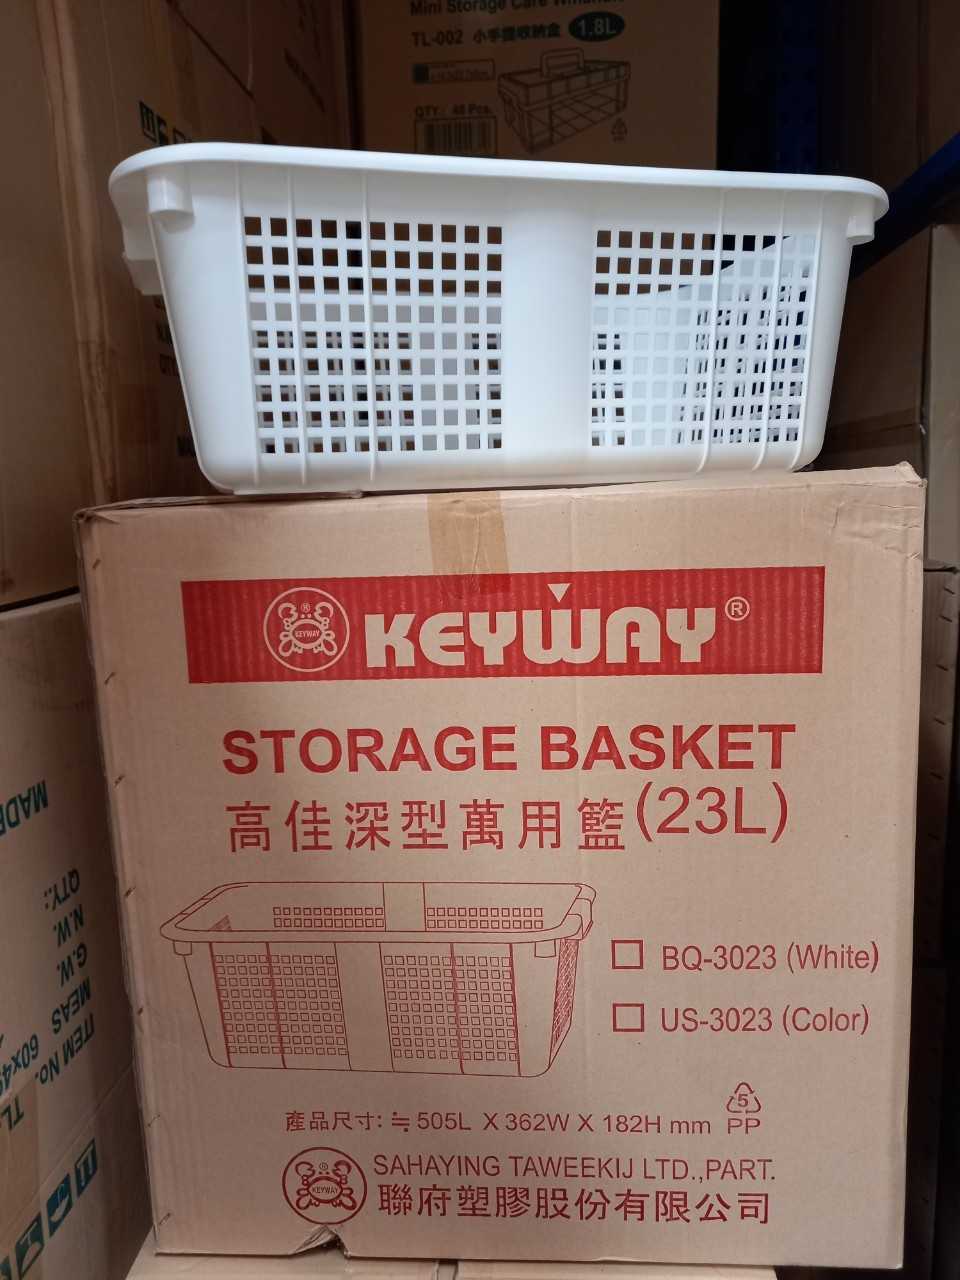 Mini Storage Care W/Handle
TL-002 小手提收納盒 1.8L
QTY.: 48 Pcs.
KEYWAY
KEYWAY®
STORAGE BASKET
高佳深型萬用籃(23L)
BQ-3023 (White)
US-3023 (Color)
產品尺寸:≒ 505L X 362W X 182H mm
5
PP
KEYWAY
SAHAYING TAWEEKIJ LTD.,PART.
聯府塑膠股份有限公司
MADE
QTY.:
N.W.
G.W.
MEAS 60x4
ITEM No. TL-